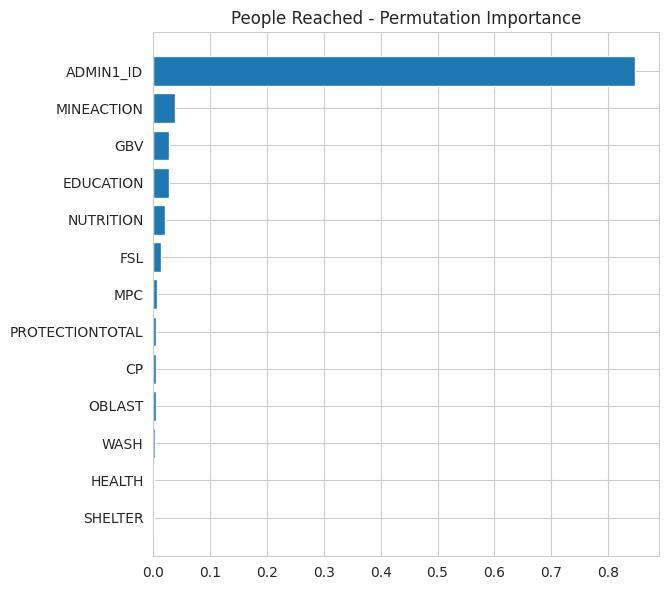 People Reached - Permutation Importance
ADMIN1_ID
MINEACTION
GBV
EDUCATION
NUTRITION
FSL
MPC
PROTECTIONTOTAL
CP
OBLAST
WASH
HEALTH
SHELTER
0.0 0.1 0.2 0.3 0.4 0.5 0.6 0.7 0.8